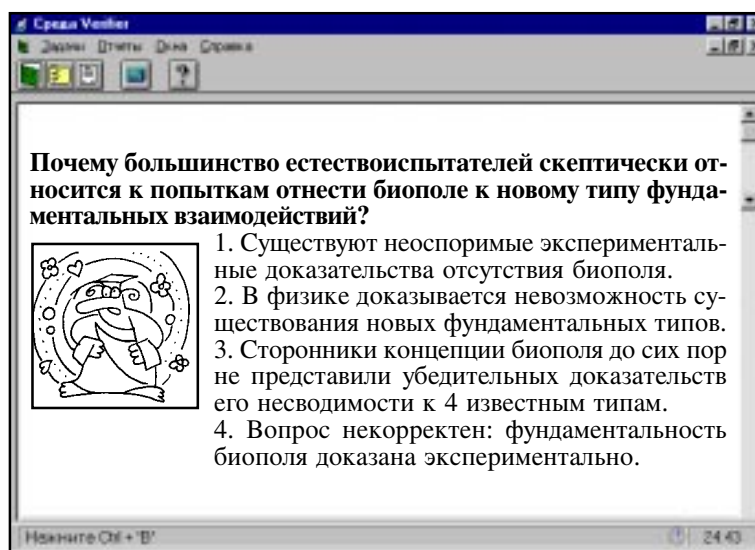 Среда Verifier
Задачи Отчеты Окна Справка
Почему большинство естествоиспытателей скептически от-
носится к попыткам отнести биополе к новому типу фунда-
ментальных взаимодействий?
1. Существуют неоспоримые эксперименталь-
ные доказательства отсутствия биополя.
2. В физике доказывается невозможность су-
ществования новых фундаментальных типов.
3. Сторонники концепции биополя до сих пор
не представили убедительных доказательств
его несводимости к 4 известным типам.
4. Вопрос некорректен: фундаментальность
биополя доказана экспериментально.
Нажмите Ctrl + "B" 24:43